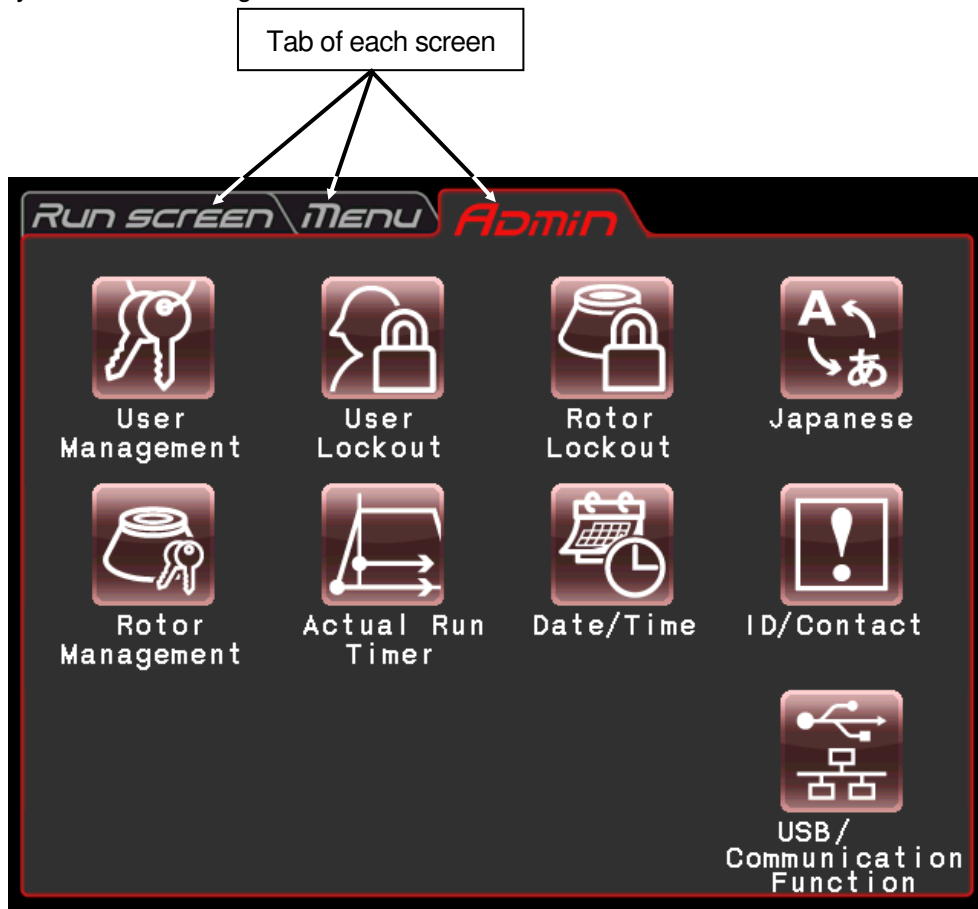 Tab of each screen
Run screen Menu Admin
A
あ
User Management
User Lockout
Rotor Lockout
Japanese
Rotor Management
Actual Run Timer
Date/Time
ID/Contact
USB/
Communication
Function